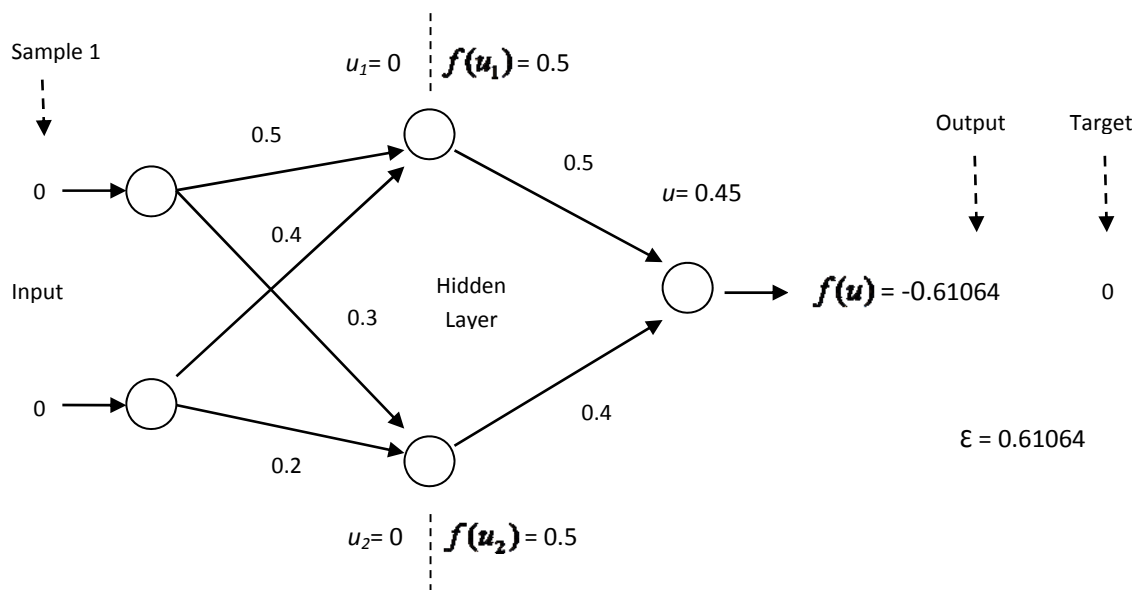 Sample 1
u₁= 0
f(u₁) = 0.5
0.5
Output
Target
0.5
0
u= 0.45
0.4
Input
Hidden
Layer
f(u) = -0.61064
0
0.3
0
0.4
0.2
Ɛ = 0.61064
u₂= 0
f(u₂) = 0.5